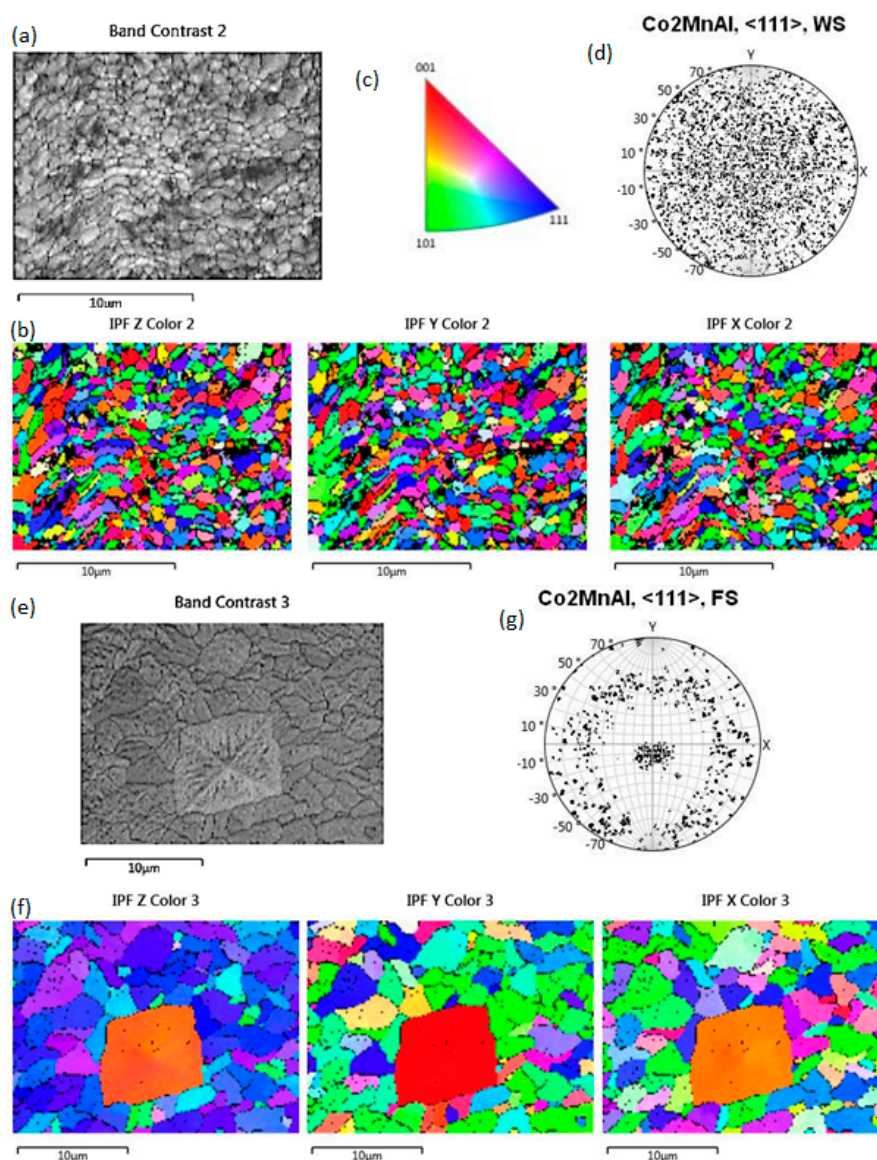 (a)
Band Contrast 2
10μm
(c)
001
101
111
Co2MnAl, <111>, WS
(d)
Y
70 °
50 °
30 °
10 °
-10 °
-30 °
-50 °
-70 °
X
(b)
IPF Z Color 2
IPF Y Color 2
IPF X Color 2
10μm
10μm
10μm
(e)
Band Contrast 3
10μm
Co2MnAl, <111>, FS
(g)
Y
70 °
50 °
30 °
10 °
-10 °
-30 °
-50 °
-70 °
X
(f)
IPF Z Color 3
IPF Y Color 3
IPF X Color 3
10μm
10μm
10μm